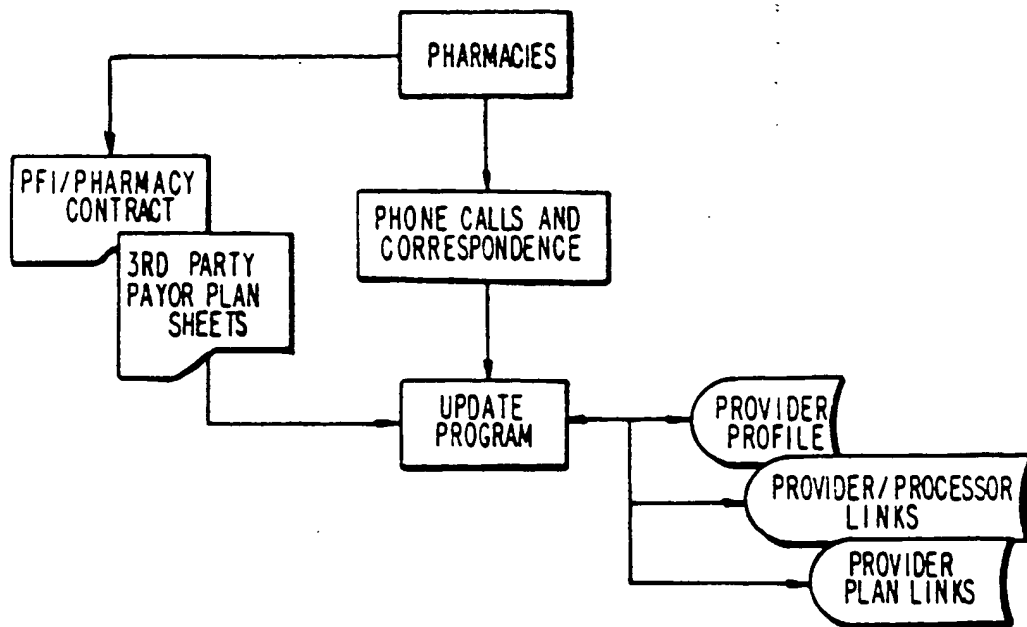 PHARMACIES
PFI/PHARMACY
CONTRACT
3RD PARTY
PAYOR PLAN
SHEETS
PHONE CALLS AND
CORRESPONDENCE
UPDATE
PROGRAM
PROVIDER
PROFILE
PROVIDER/PROCESSOR
LINKS
PROVIDER
PLAN LINKS